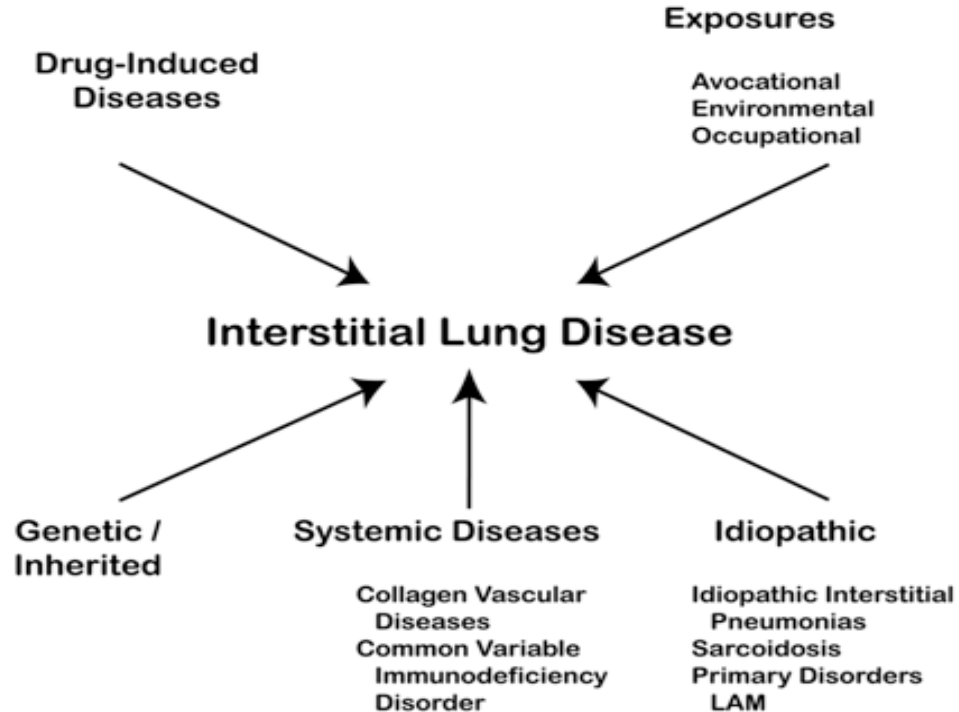 Exposures
Drug-Induced
Diseases
Avocational
Environmental
Occupational
Interstitial Lung Disease
Genetic /
Inherited
Systemic Diseases
Collagen Vascular
Diseases
Common Variable
Immunodeficiency
Disorder
Idiopathic
Idiopathic Interstitial
Pneumonias
Sarcoidosis
Primary Disorders
LAM